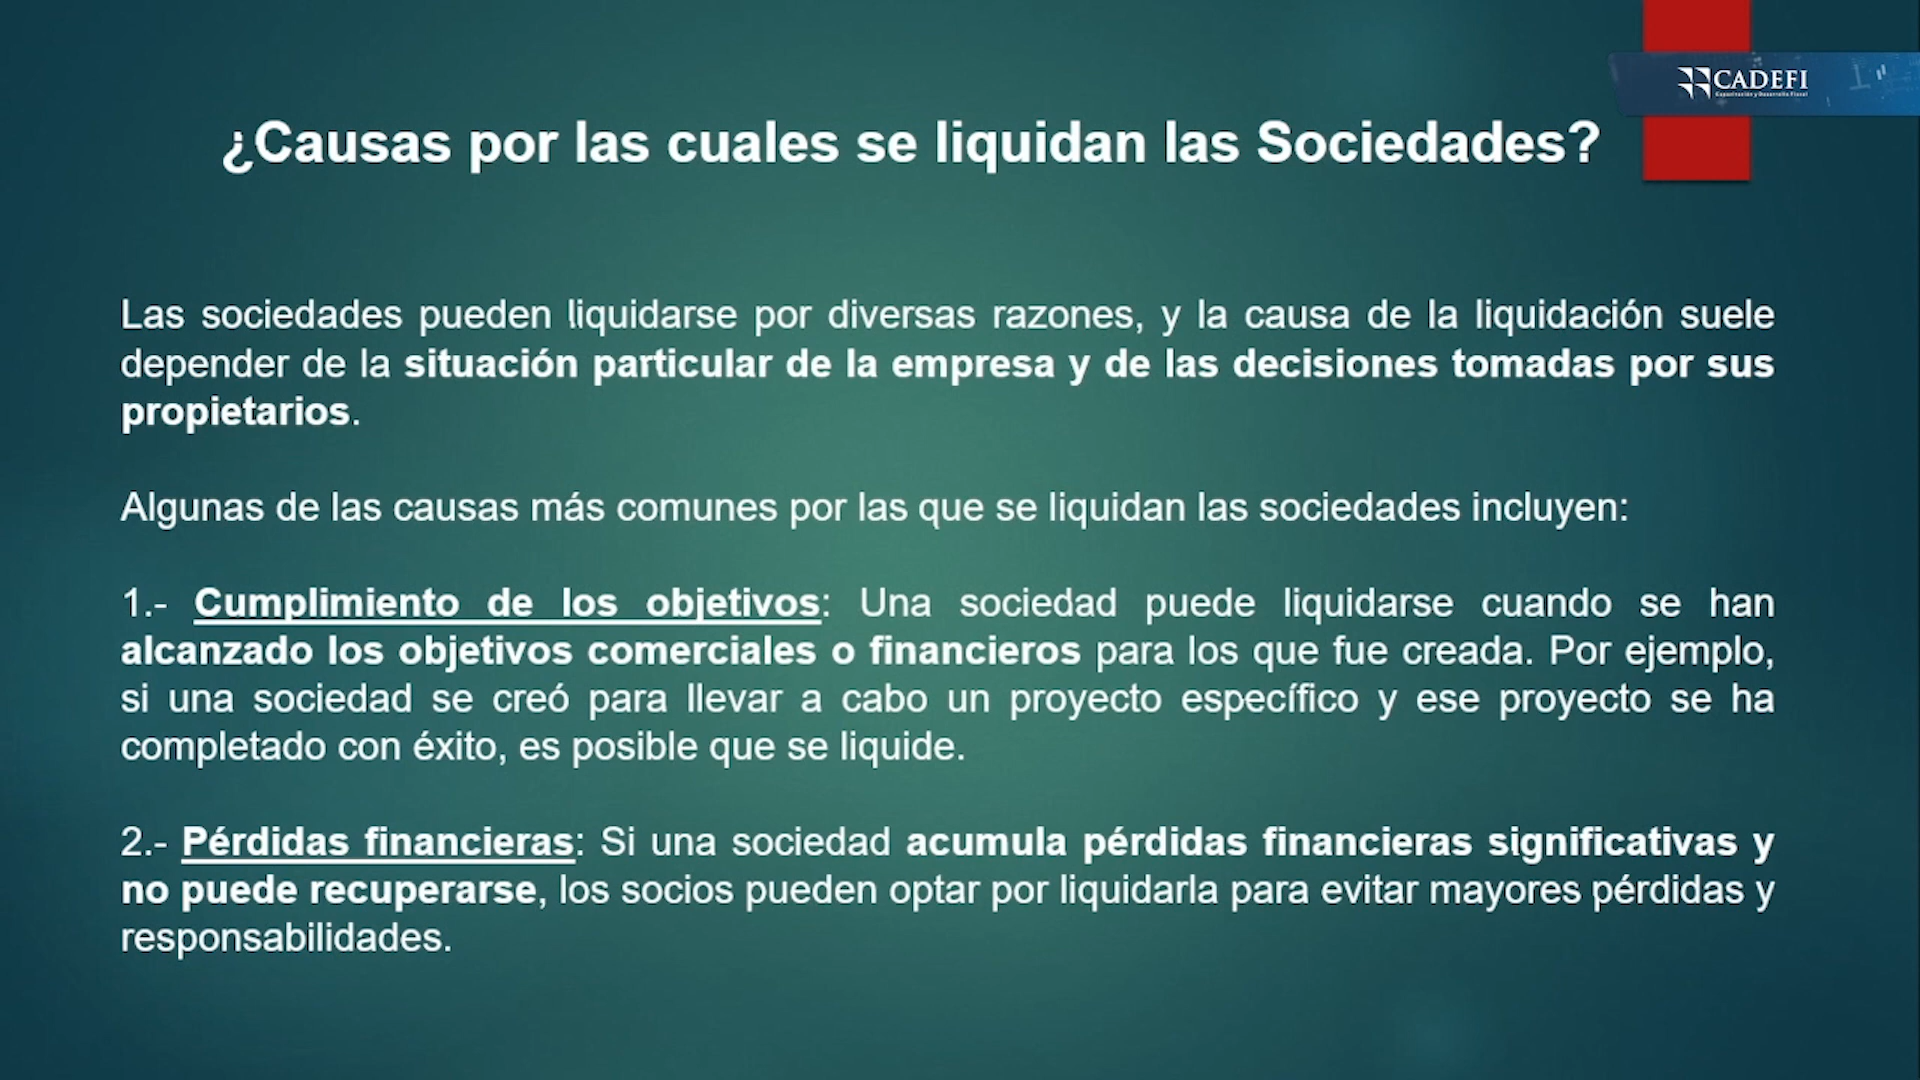 CADEFI
Capacitación y Desarrollo Fiscal
¿Causas por las cuales se liquidan las Sociedades?
Las sociedades pueden liquidarse por diversas razones, y la causa de la liquidación suele
depender de la situación particular de la empresa y de las decisiones tomadas por sus
propietarios.
Algunas de las causas más comunes por las que se liquidan las sociedades incluyen:
1.- Cumplimiento de los objetivos: Una sociedad puede liquidarse cuando se han
alcanzado los objetivos comerciales o financieros para los que fue creada. Por ejemplo,
si una sociedad se creó para llevar a cabo un proyecto específico y ese proyecto se ha
completado con éxito, es posible que se liquide.
2.- Pérdidas financieras: Si una sociedad acumula pérdidas financieras significativas y
no puede recuperarse, los socios pueden optar por liquidarla para evitar mayores pérdidas y
responsabilidades.